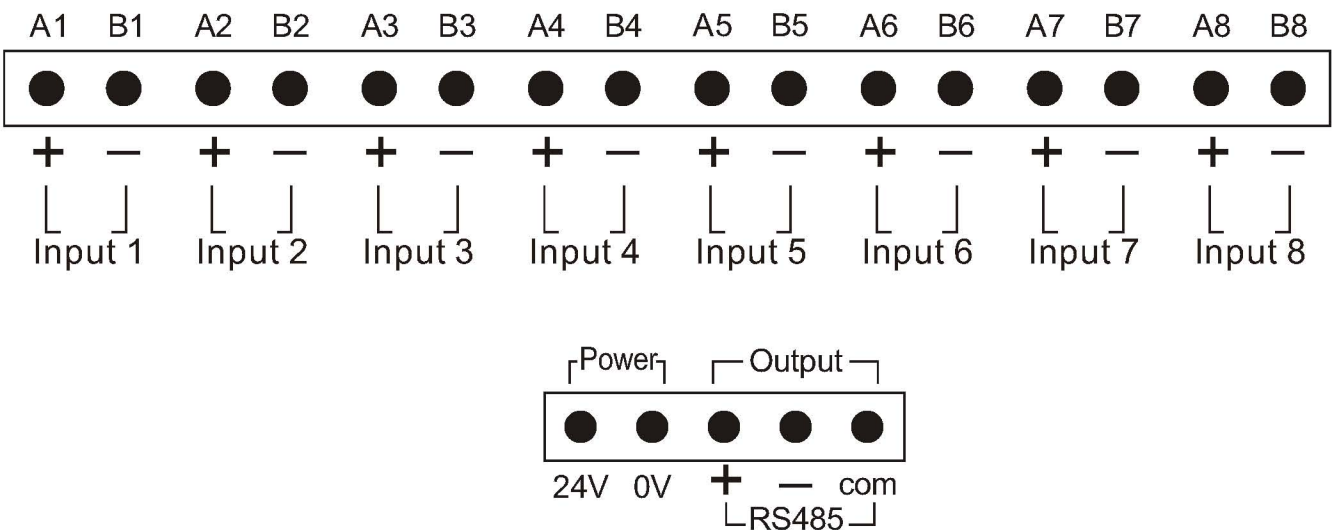 A1 B1 A2 B2 A3 B3 A4 B4 A5 B5 A6 B6 A7 B7 A8 B8
+ − + − + − + − + − + − + − + −
Input 1 Input 2 Input 3 Input 4 Input 5 Input 6 Input 7 Input 8
Power Output
24V 0V + − com
RS485